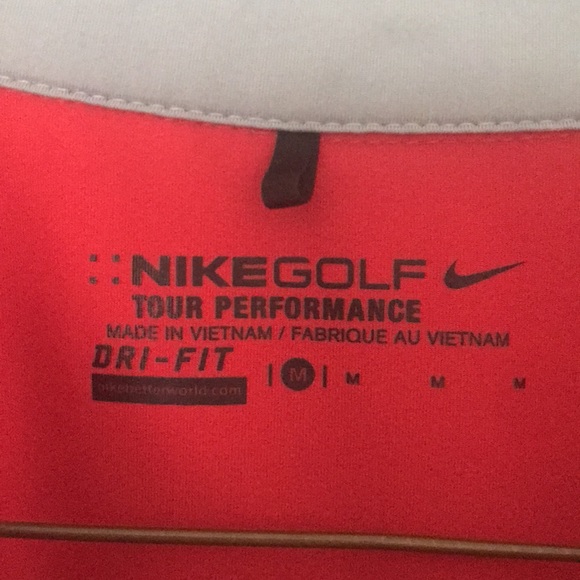 NIKEGOLF
TOUR PERFORMANCE
MADE IN VIETNAM / FABRIQUE AU VIETNAM
DRI-FIT
nikebetterworld.com
| M | M M M